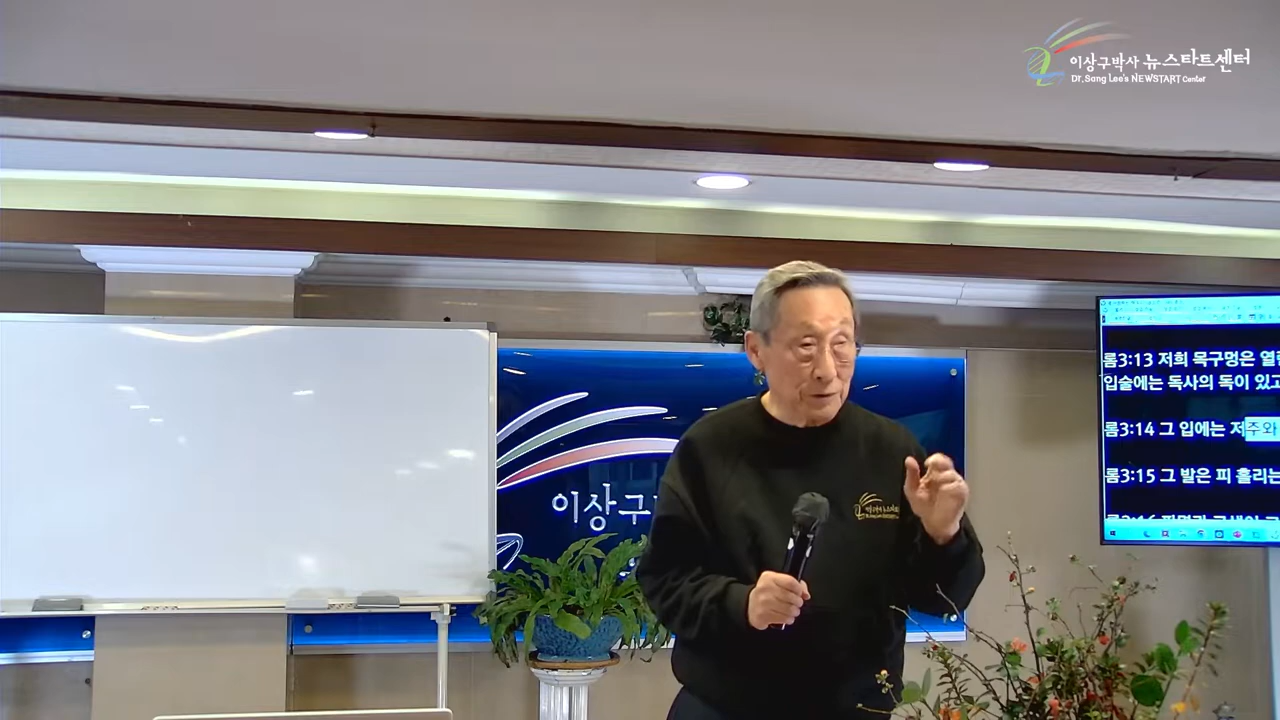 이상구박사 뉴스타트센터
Dr. Sang Lee's NEWSTART Center
롬3:13 저희 목구멍은 열린
입술에는 독사의 독이 있고
롬3:14 그 입에는 저주와
롬3:15 그 발은 피 흘리는
이상구